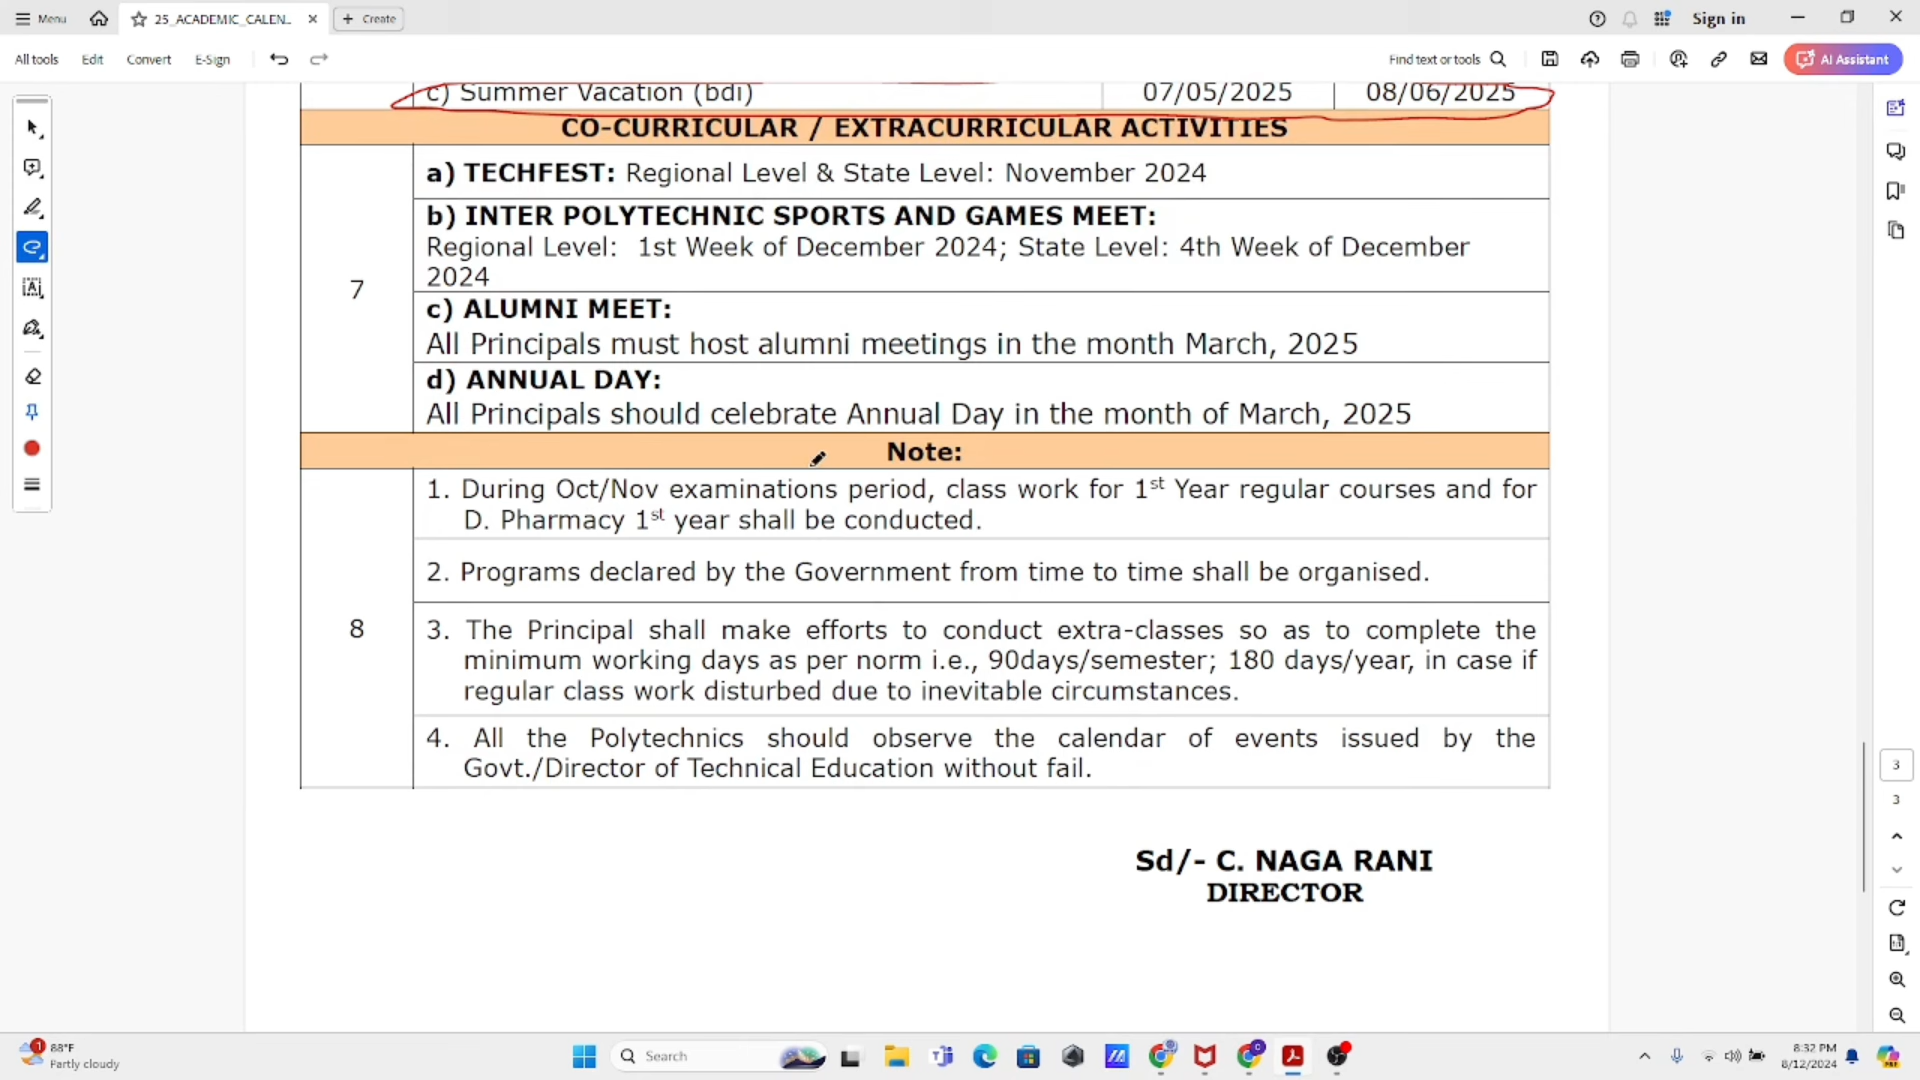 Menu
25_ACADEMIC_CALEN...
Create
Sign in
All tools
Edit
Convert
E-Sign
Find text or tools
AI Assistant
c) Summer Vacation (bdi) 07/05/2025 08/06/2025
CO-CURRICULAR / EXTRACURRICULAR ACTIVITIES
7
a) TECHFEST: Regional Level & State Level: November 2024
b) INTER POLYTECHNIC SPORTS AND GAMES MEET:
Regional Level: 1st Week of December 2024; State Level: 4th Week of December
2024
c) ALUMNI MEET:
All Principals must host alumni meetings in the month March, 2025
d) ANNUAL DAY:
All Principals should celebrate Annual Day in the month of March, 2025
Note:
8
1. During Oct/Nov examinations period, class work for 1st Year regular courses and for
D. Pharmacy 1st year shall be conducted.
2. Programs declared by the Government from time to time shall be organised.
3. The Principal shall make efforts to conduct extra-classes so as to complete the
minimum working days as per norm i.e., 90days/semester; 180 days/year, in case if
regular class work disturbed due to inevitable circumstances.
4. All the Polytechnics should observe the calendar of events issued by the
Govt./Director of Technical Education without fail.
Sd/- C. NAGA RANI
DIRECTOR
3
3
1
88°F
Partly cloudy
Search
8:32 PM
8/12/2024